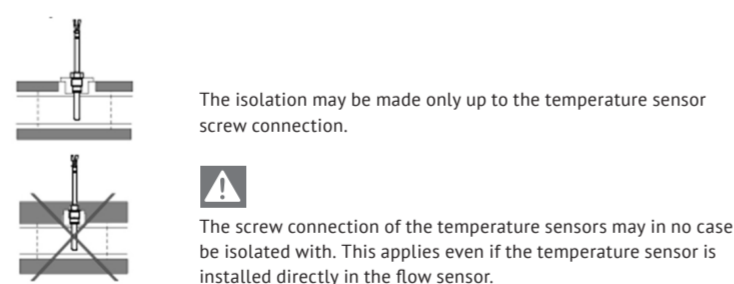 The isolation may be made only up to the temperature sensor
screw connection.
The screw connection of the temperature sensors may in no case
be isolated with. This applies even if the temperature sensor is
installed directly in the flow sensor.